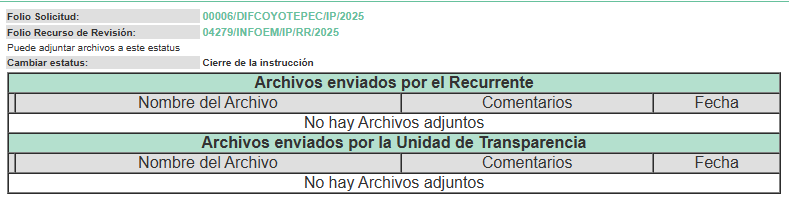 Folio Solicitud: 00006/DIFCOYOTEPEC/IP/2025
Folio Recurso de Revisión: 04279/INFOEM/IP/RR/2025
Puede adjuntar archivos a este estatus
Cambiar estatus: Cierre de la instrucción
Archivos enviados por el Recurrente
Nombre del Archivo Comentarios Fecha
No hay Archivos adjuntos
Archivos enviados por la Unidad de Transparencia
Nombre del Archivo Comentarios Fecha
No hay Archivos adjuntos